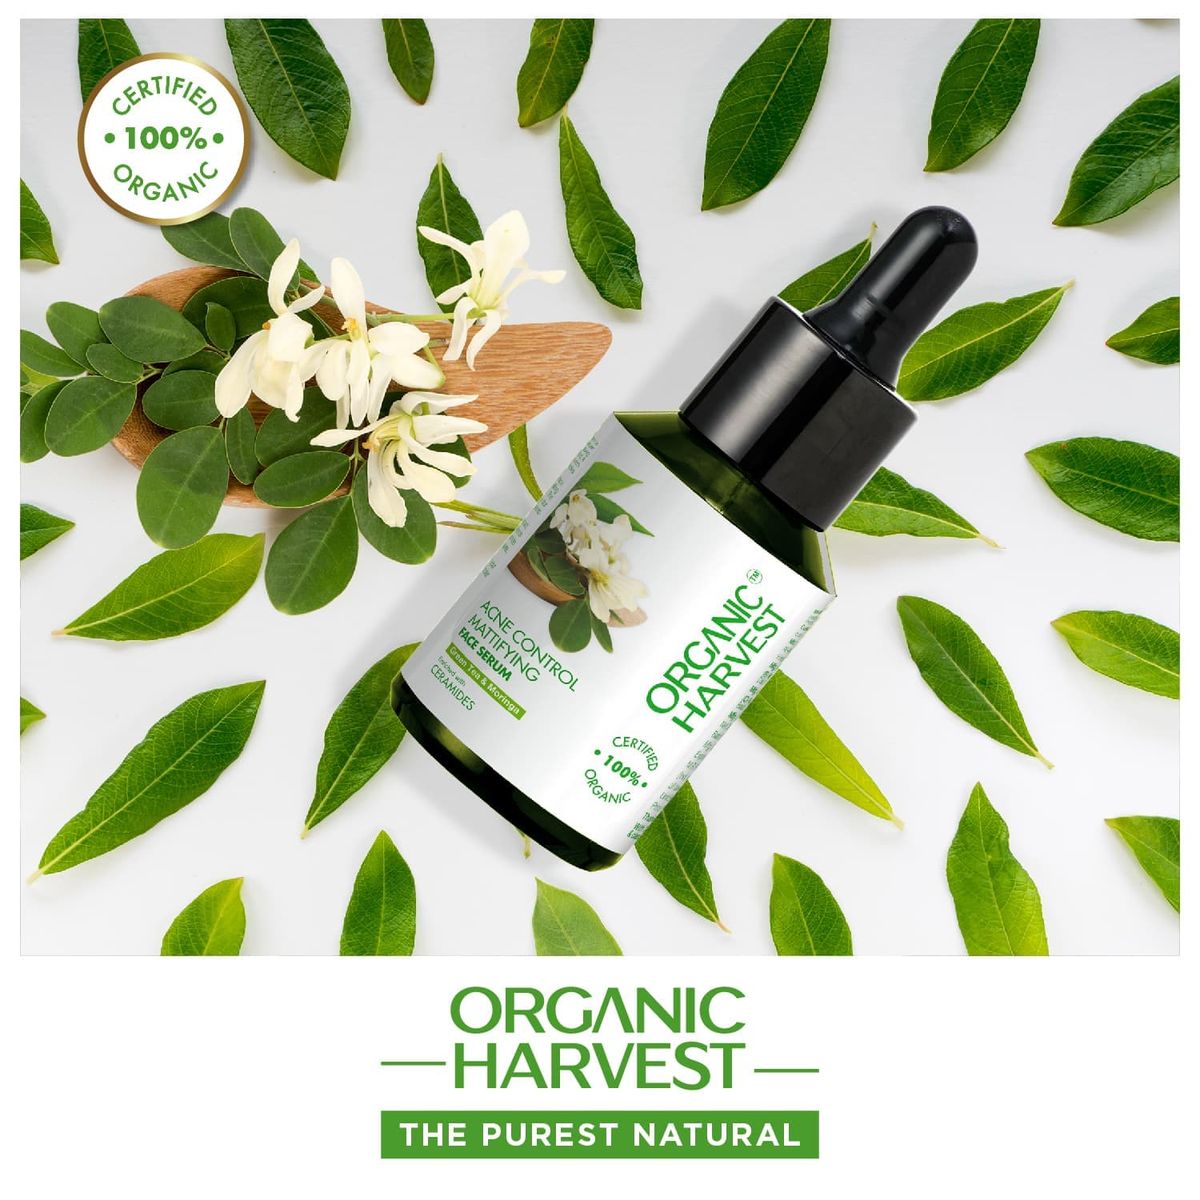 CERTIFIED
• 100% •
ORGANIC
ACNE CONTROL
MATTIFYING
FACE SERUM
Green Tea & Moringa
Enriched with
CERAMIDES
ORGANIC™
HARVEST
CERTIFIED
• 100% •
ORGANIC
ORGANIC
HARVEST
THE PUREST NATURAL